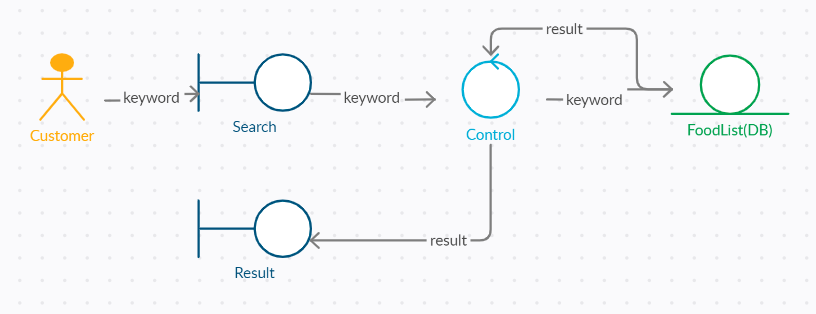 result
keyword
keyword
keyword
Search
Customer
Control
FoodList(DB)
result
Result